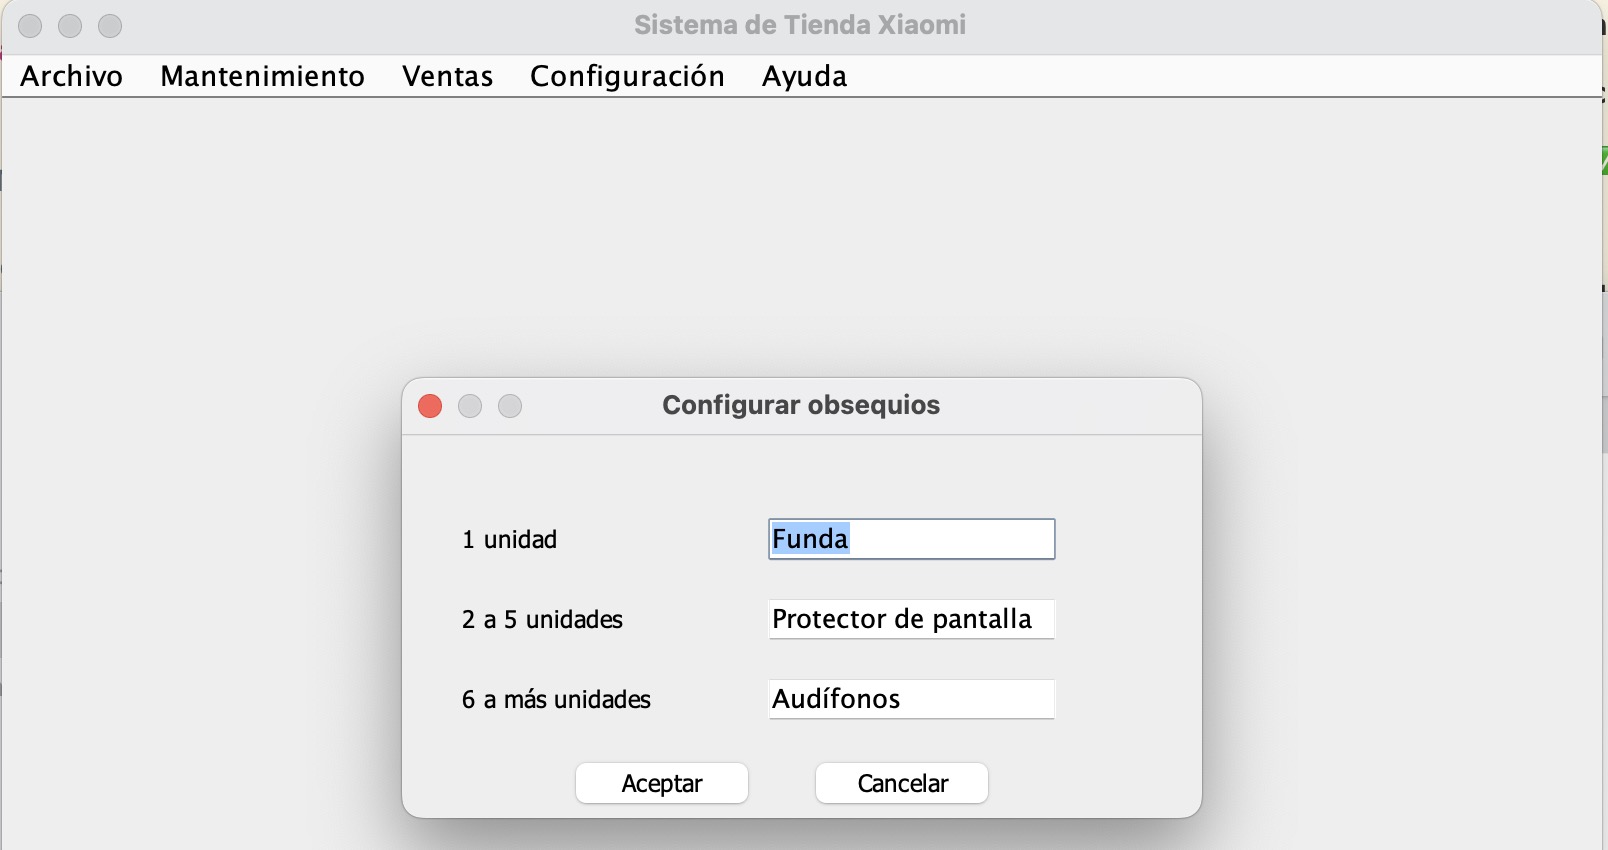 Sistema de Tienda Xiaomi
Archivo Mantenimiento Ventas Configuración Ayuda
Configurar obsequios
1 unidad Funda
2 a 5 unidades Protector de pantalla
6 a más unidades Audífonos
Aceptar Cancelar